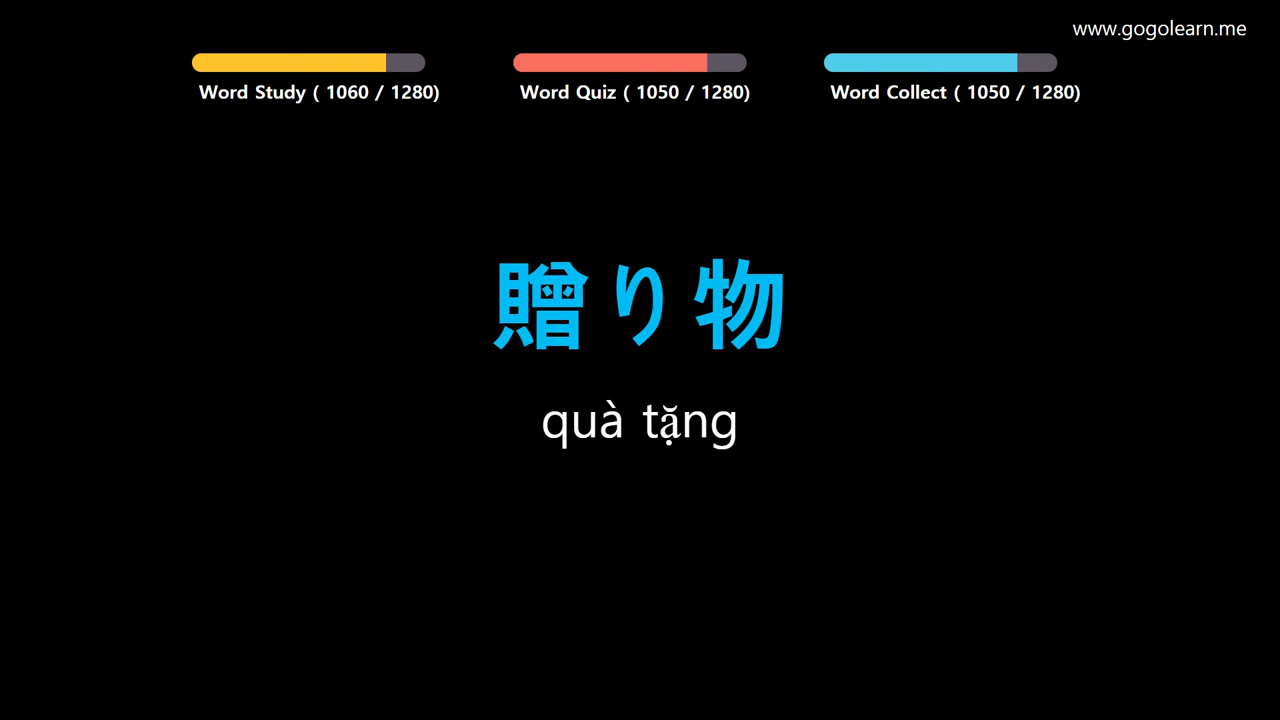 www.gogolearn.me
Word Study ( 1060 / 1280)
Word Quiz ( 1050 / 1280)
Word Collect ( 1050 / 1280)
贈り物
quà tặng